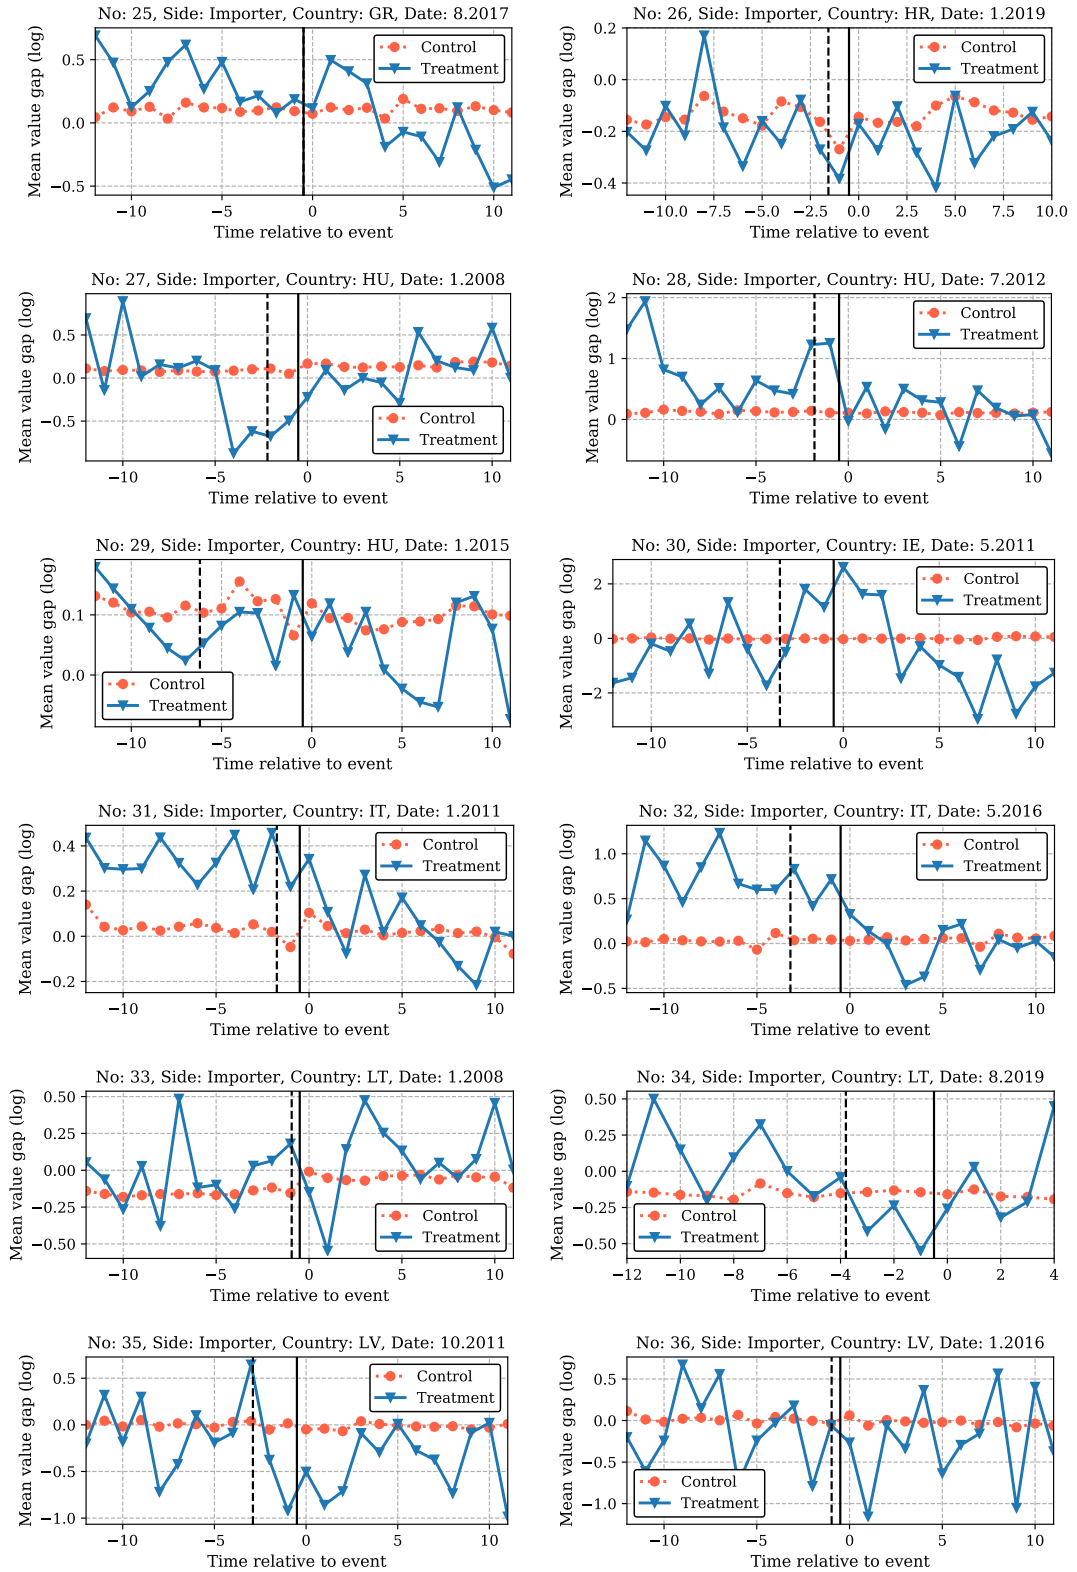 No: 25, Side: Importer, Country: GR, Date: 8.2017
Mean value gap (log)
0.5
0.0
−0.5
Control
Treatment
−10
−5
0
5
10
Time relative to event
No: 26, Side: Importer, Country: HR, Date: 1.2019
Mean value gap (log)
0.2
0.0
−0.2
−0.4
Control
Treatment
−10.0
−7.5
−5.0
−2.5
0.0
2.5
5.0
7.5
10.0
Time relative to event
No: 27, Side: Importer, Country: HU, Date: 1.2008
Mean value gap (log)
0.5
0.0
−0.5
Control
Treatment
−10
−5
0
5
10
Time relative to event
No: 28, Side: Importer, Country: HU, Date: 7.2012
Mean value gap (log)
2
1
0
Control
Treatment
−10
−5
0
5
10
Time relative to event
No: 29, Side: Importer, Country: HU, Date: 1.2015
Mean value gap (log)
0.1
0.0
Control
Treatment
−10
−5
0
5
10
Time relative to event
No: 30, Side: Importer, Country: IE, Date: 5.2011
Mean value gap (log)
2
0
−2
Control
Treatment
−10
−5
0
5
10
Time relative to event
No: 31, Side: Importer, Country: IT, Date: 1.2011
Mean value gap (log)
0.4
0.2
0.0
−0.2
Control
Treatment
−10
−5
0
5
10
Time relative to event
No: 32, Side: Importer, Country: IT, Date: 5.2016
Mean value gap (log)
1.0
0.5
0.0
−0.5
Control
Treatment
−10
−5
0
5
10
Time relative to event
No: 33, Side: Importer, Country: LT, Date: 1.2008
Mean value gap (log)
0.50
0.25
0.00
−0.25
−0.50
Control
Treatment
−10
−5
0
5
10
Time relative to event
No: 34, Side: Importer, Country: LT, Date: 8.2019
Mean value gap (log)
0.50
0.25
0.00
−0.25
−0.50
Control
Treatment
−12
−10
−8
−6
−4
−2
0
2
4
Time relative to event
No: 35, Side: Importer, Country: LV, Date: 10.2011
Mean value gap (log)
0.5
0.0
−0.5
−1.0
Control
Treatment
−10
−5
0
5
10
Time relative to event
No: 36, Side: Importer, Country: LV, Date: 1.2016
Mean value gap (log)
0.5
0.0
−0.5
−1.0
Control
Treatment
−10
−5
0
5
10
Time relative to event